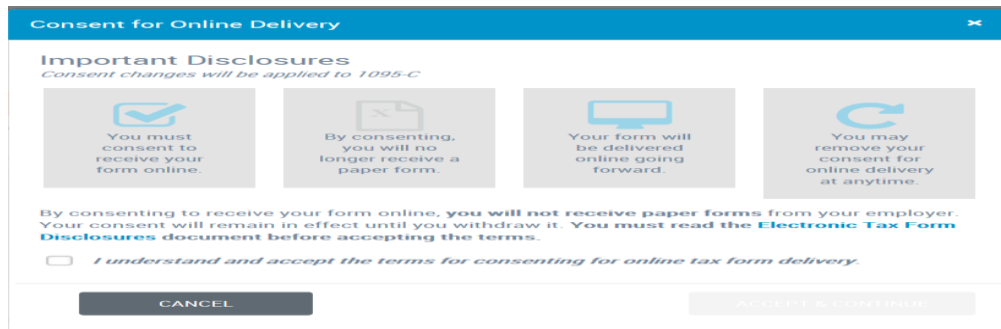 Consent for Online Delivery
Important Disclosures
Consent changes will be applied to 1095-C
You must
consent to
receive your
form online.
By consenting,
you will no
longer receive a
paper form.
Your form will
be delivered
online going
forward.
You may
remove your
consent for
online delivery
at anytime.
By consenting to receive your form online, you will not receive paper forms from your employer.
Your consent will remain in effect until you withdraw it. You must read the Electronic Tax Form
Disclosures document before accepting the terms.
I understand and accept the terms for consenting for online tax form delivery.
CANCEL
ACCEPT & CONTINUE